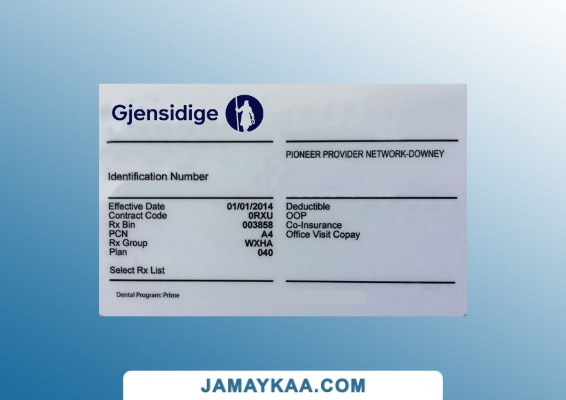 Gjensidige
PIONEER PROVIDER NETWORK-DOWNEY
Identification Number
Effective Date 01/01/2014
Contract Code 0RXU
Rx Bin 003858
PCN A4
Rx Group WXHA
Plan 040
Deductible
OOP
Co-Insurance
Office Visit Copay
Select Rx List
Dental Program: Prime
JAMAYKAA.COM